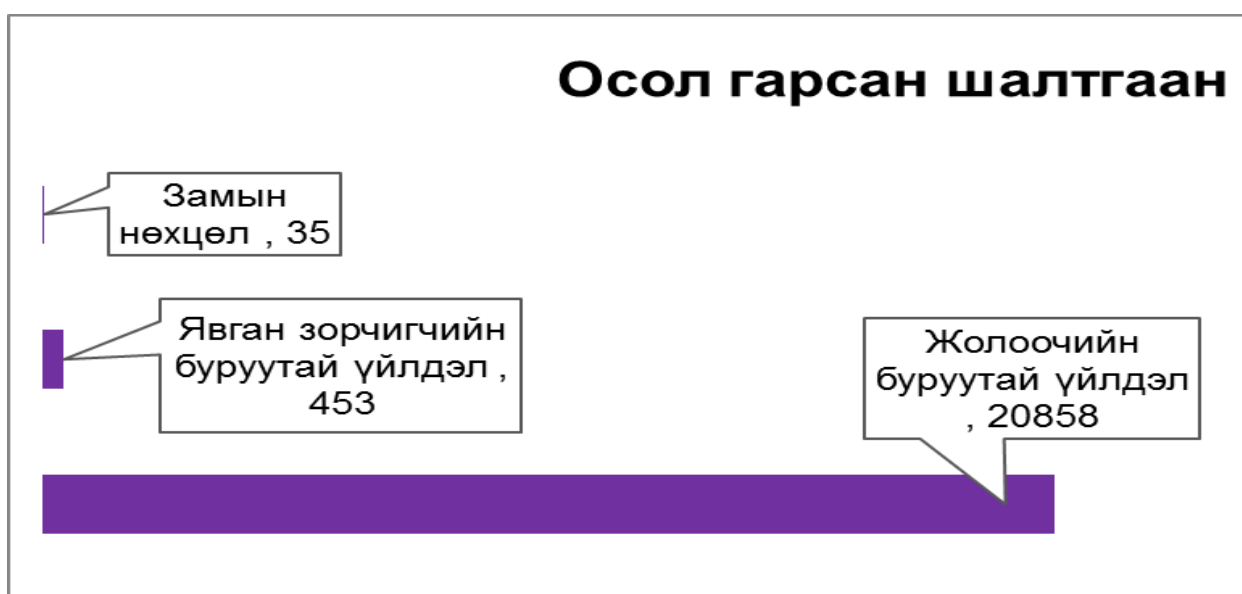 Осол гарсан шалтгаан
Замын
нөхцөл , 35
Явган зорчигчийн
буруутай үйлдэл ,
453
Жолоочийн
буруутай үйлдэл
, 20858